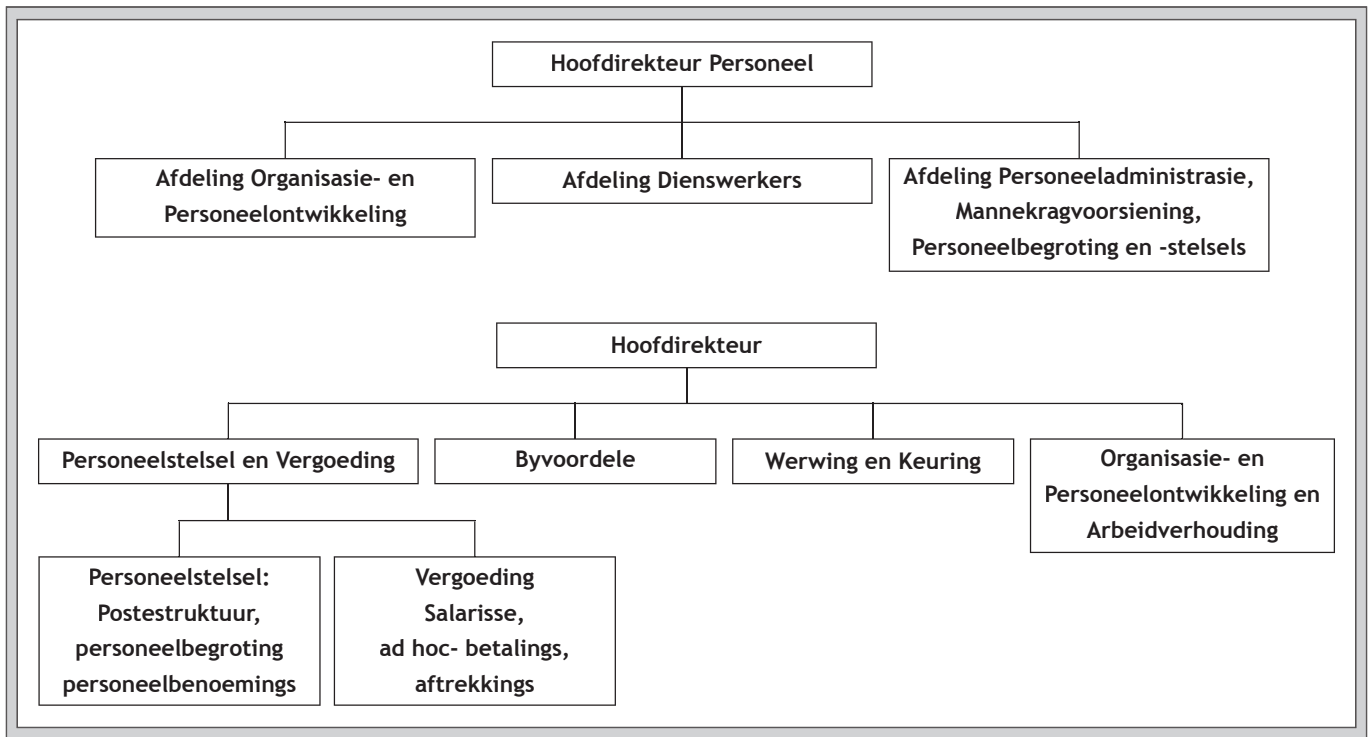 Hoofdirekteur Personeel
Afdeling Organisasie- en
Personeelontwikkeling
Afdeling Dienswerkers
Afdeling Personeeladministrasie,
Mannekragvoorsiening,
Personeelbegroting en -stelsels
Hoofdirekteur
Personeelstelsel en Vergoeding
Byvoordele
Werwing en Keuring
Organisasie- en
Personeelontwikkeling en
Arbeidverhouding
Personeelstelsel:
Postestruktuur,
personeelbegroting
personeelbenoemings
Vergoeding
Salarisse,
ad hoc- betalings,
aftrekkings